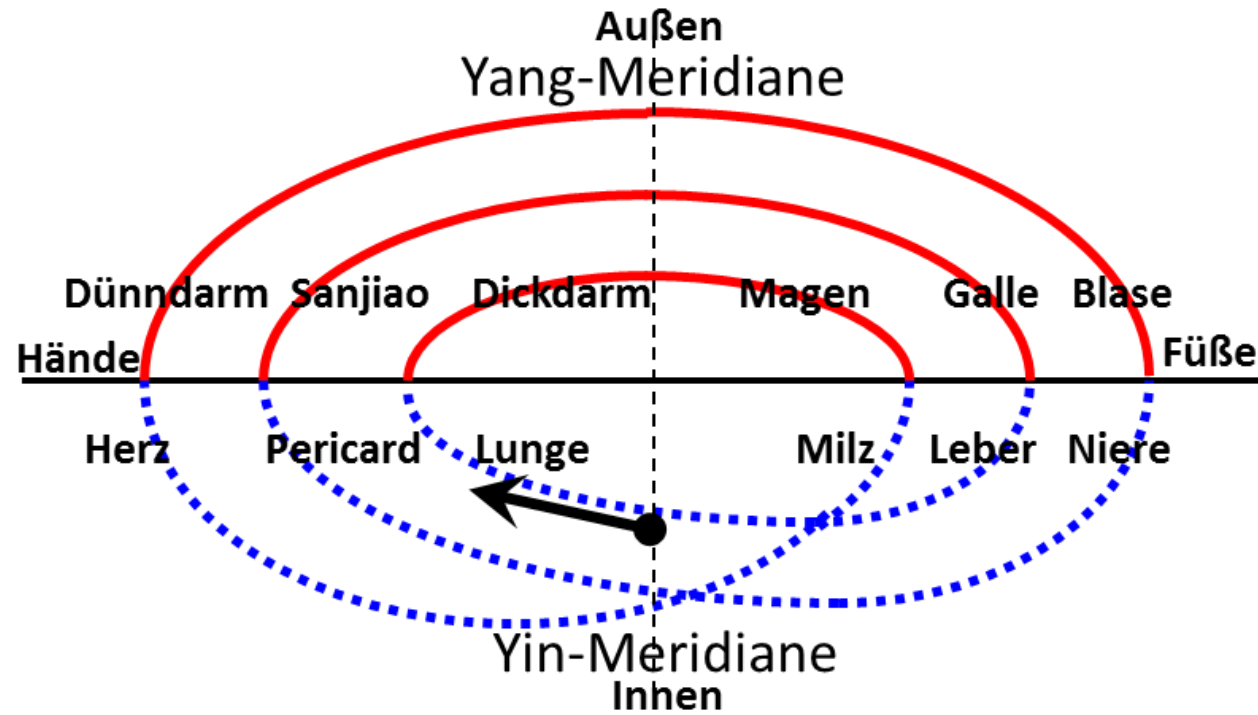 Außen
Yang-Meridiane
Dünndarm Sanjiao Dickdarm Magen Galle Blase
Hände Füße
Herz Pericard Lunge Milz Leber Niere
Yin-Meridiane
Innen